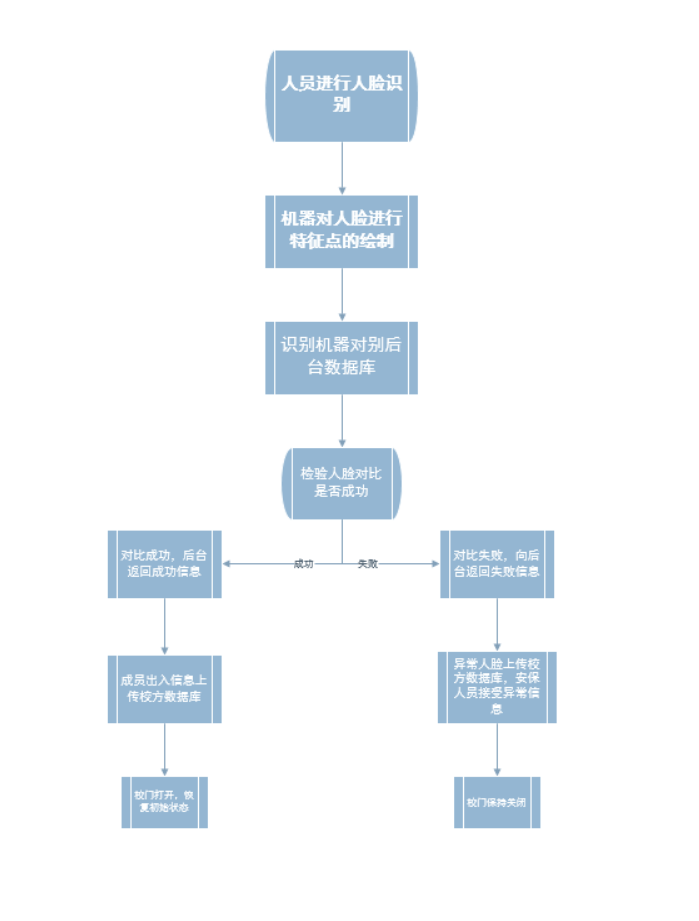 人员进行人脸识
别
机器对人脸进行
特征点的绘制
识别机器对别后
台数据库
检验人脸对比
是否成功
成功
失败
对比成功，后台
返回成功信息
对比失败，向后
台返回失败信息
成员出入信息上
传校方数据库
异常人脸上传校
方数据库，安保
人员接受异常信
息
校门打开，恢
复初始状态
校门保持关闭